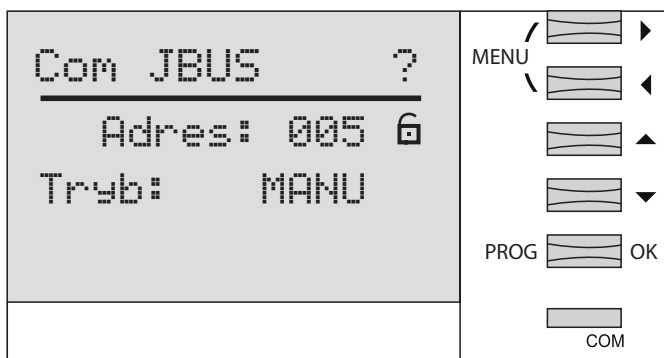 Com JBUS ?
Adres: 005
Tryb: MANU
MENU
PROG
OK
COM